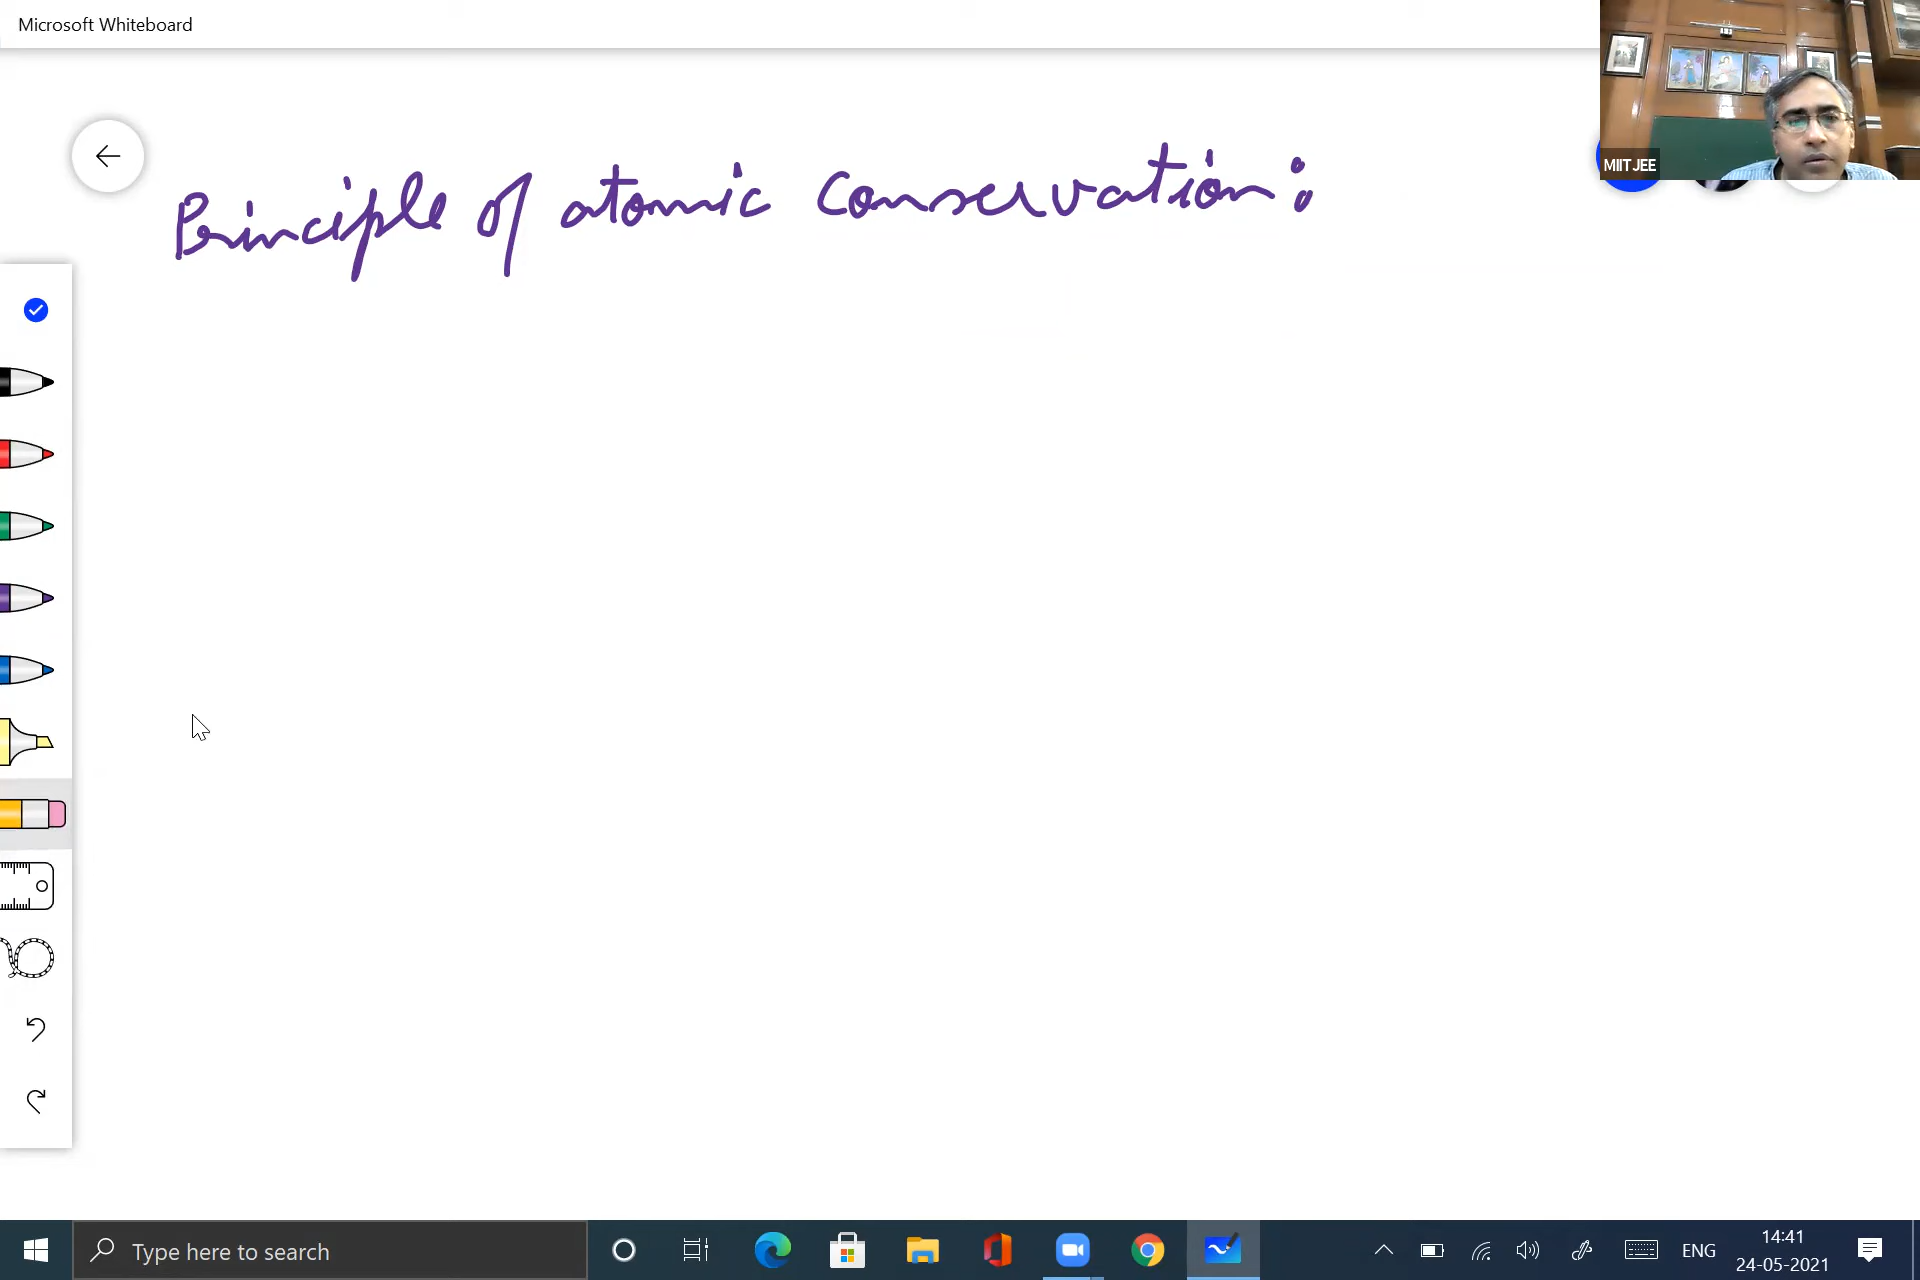 Microsoft Whiteboard
MIIT JEE
Principle of atomic conservation:
Type here to search
ENG
14:41
24-05-2021